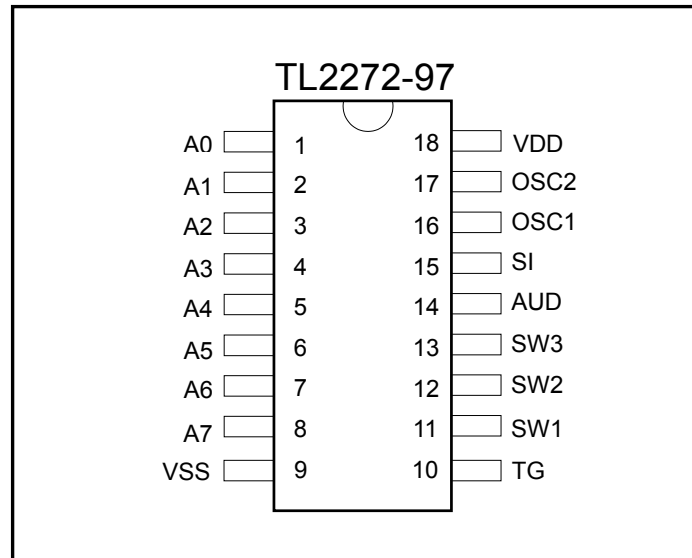 TL2272-97
A0 1 18 VDD
A1 2 17 OSC2
A2 3 16 OSC1
A3 4 15 SI
A4 5 14 AUD
A5 6 13 SW3
A6 7 12 SW2
A7 8 11 SW1
VSS 9 10 TG